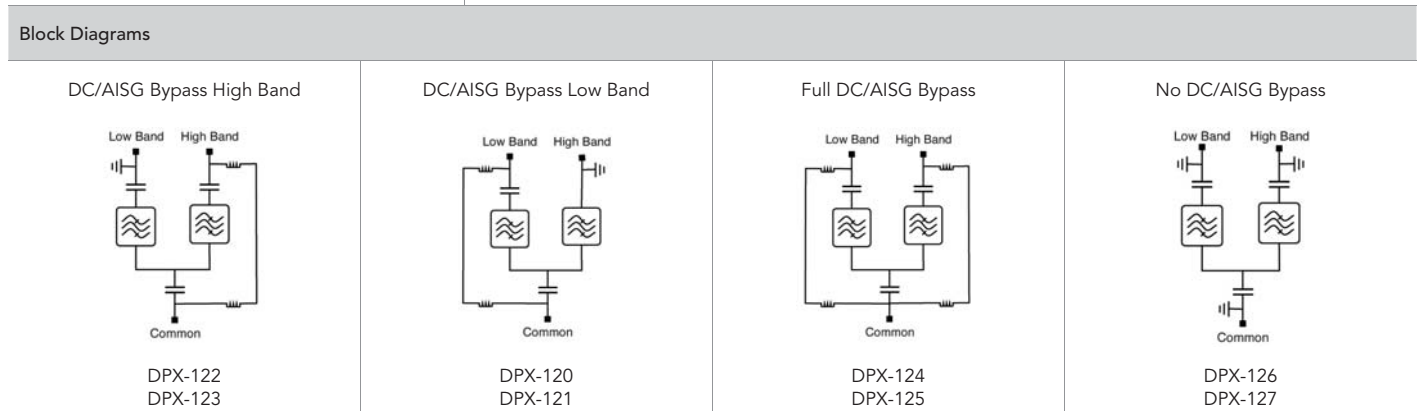 Block Diagrams
DC/AISG Bypass High Band
Low Band High Band
Common
DPX-122
DPX-123
DC/AISG Bypass Low Band
Low Band High Band
Common
DPX-120
DPX-121
Full DC/AISG Bypass
Low Band High Band
Common
DPX-124
DPX-125
No DC/AISG Bypass
Low Band High Band
Common
DPX-126
DPX-127